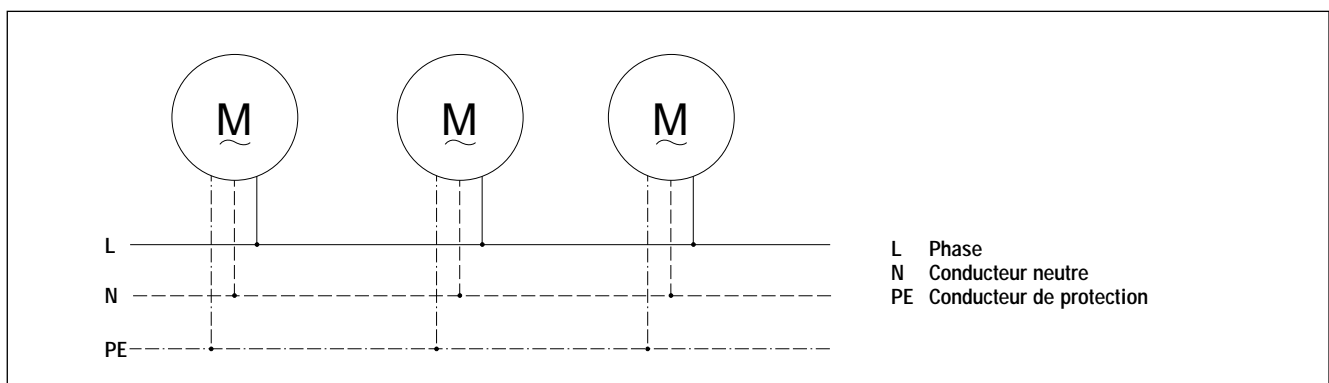 M M M
L
N
PE
L Phase
N Conducteur neutre
PE Conducteur de protection